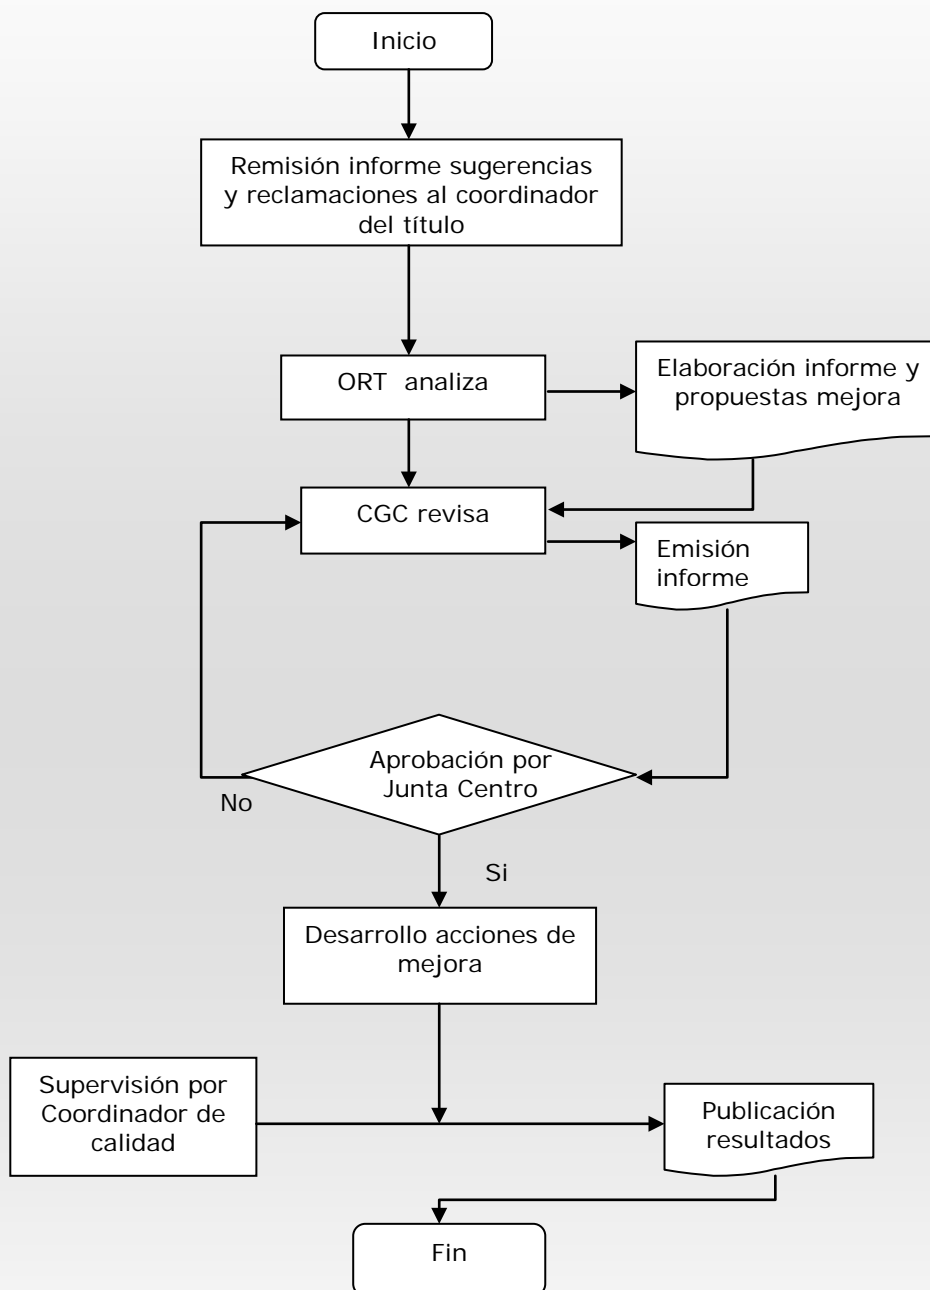 Inicio
Remisión informe sugerencias
y reclamaciones al coordinador
del título
ORT analiza
Elaboración informe y
propuestas mejora
CGC revisa
Emisión
informe
Aprobación por
Junta Centro
No
Si
Desarrollo acciones de
mejora
Supervisión por
Coordinador de
calidad
Publicación
resultados
Fin